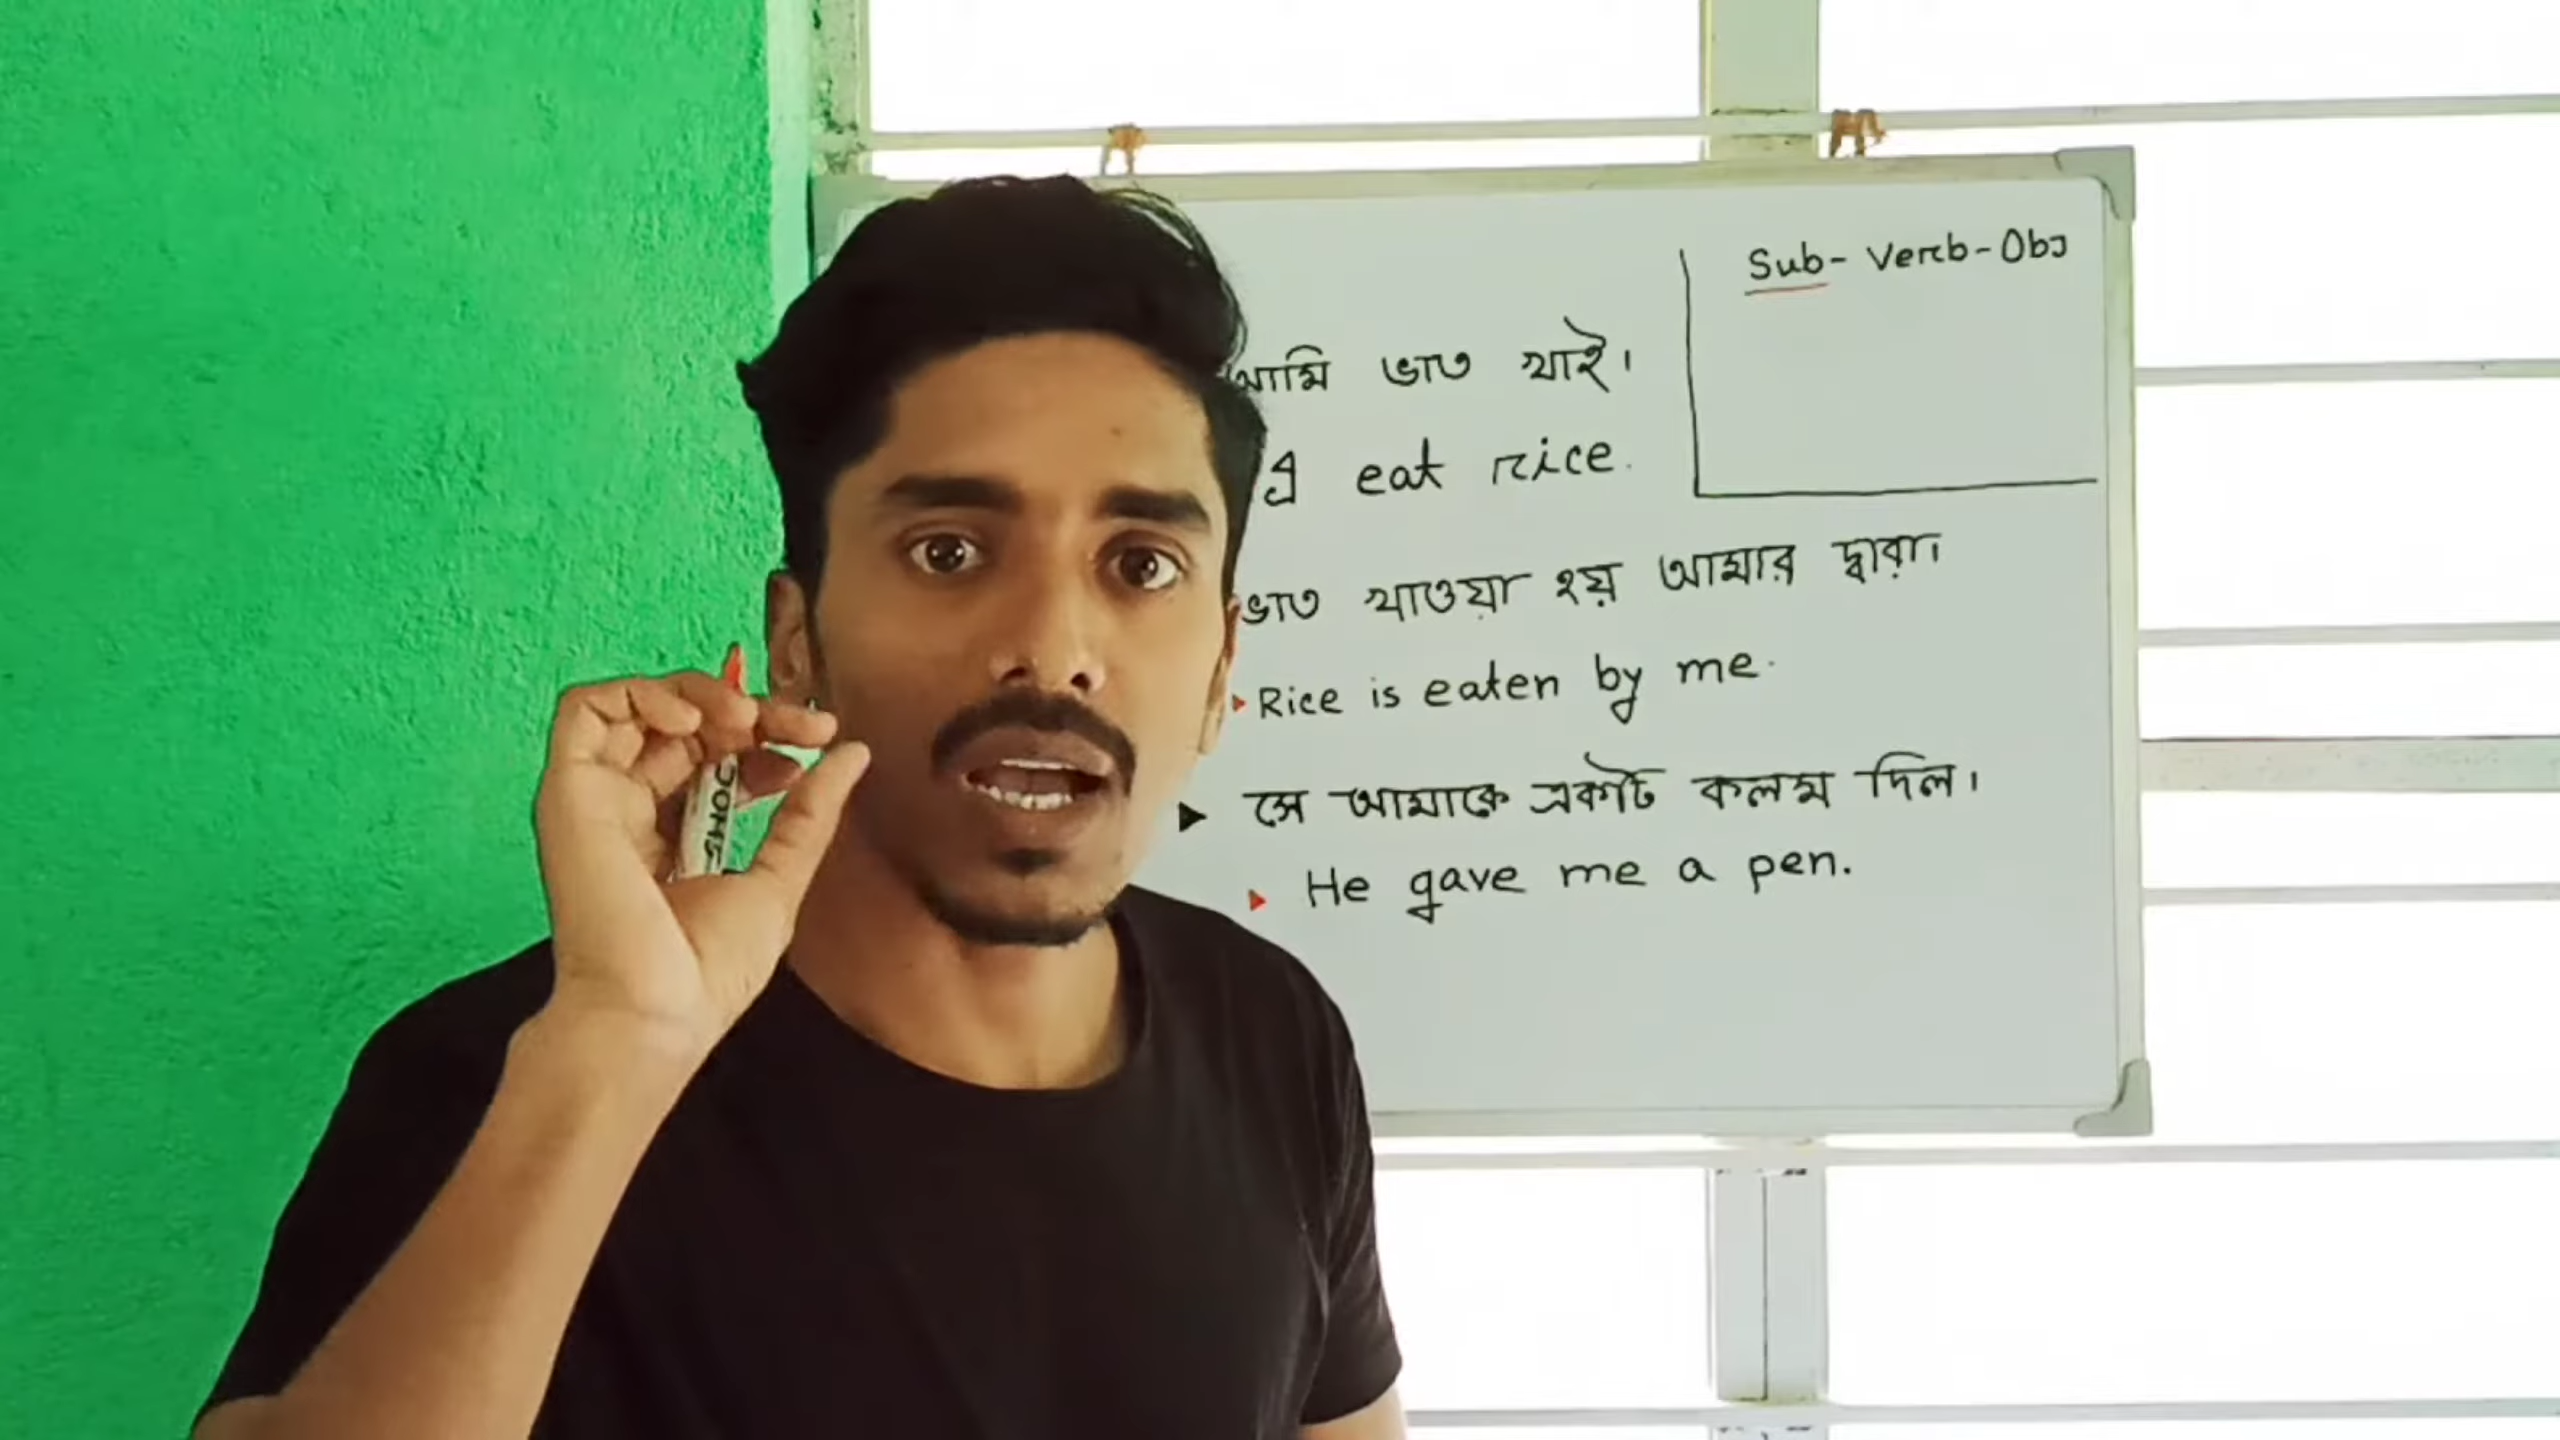 Sub- Verb-Obj
আমি ভাত খাই।
I eat rice.
ভাত খাওয়া হয় আমার দ্বারা।
Rice is eaten by me.
সে আমাকে একটি কলম দিল।
He gave me a pen.